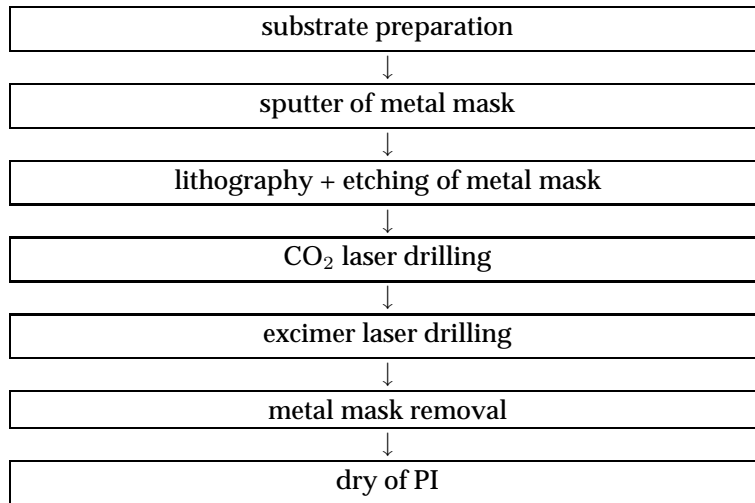 substrate preparation
↓
sputter of metal mask
↓
lithography + etching of metal mask
↓
CO₂ laser drilling
↓
excimer laser drilling
↓
metal mask removal
↓
dry of PI